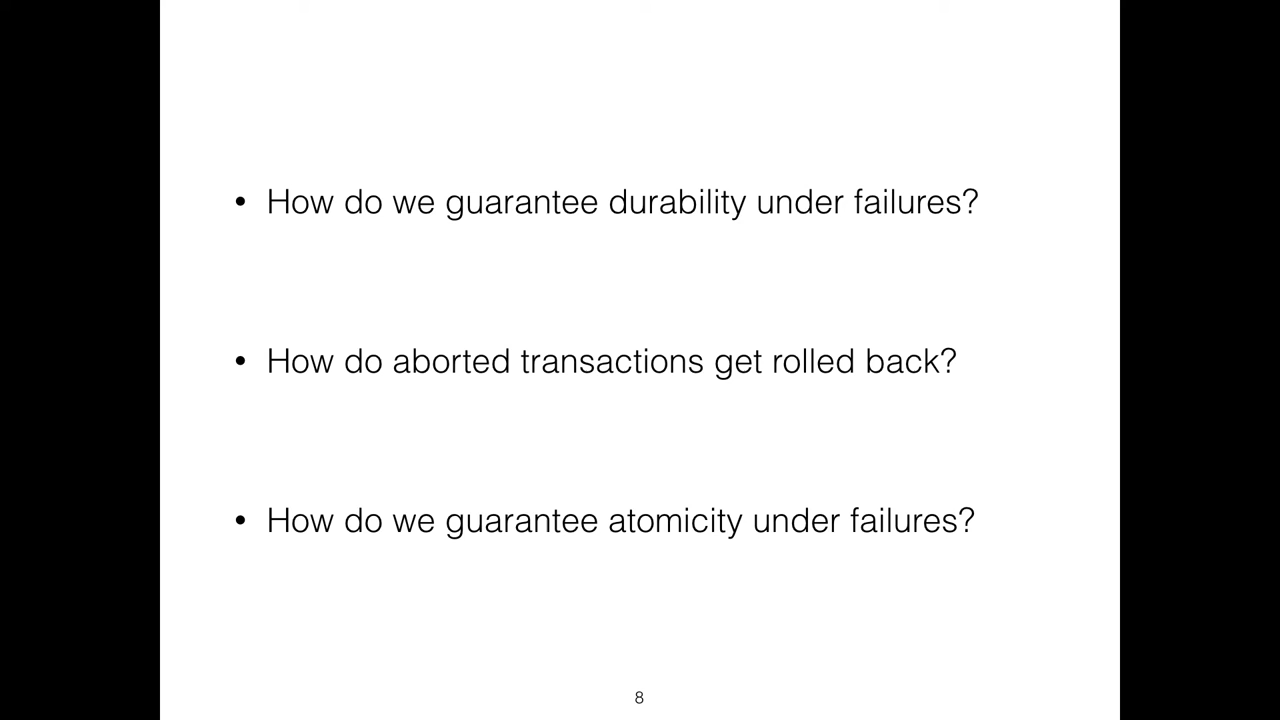 • How do we guarantee durability under failures?
• How do aborted transactions get rolled back?
• How do we guarantee atomicity under failures?
8